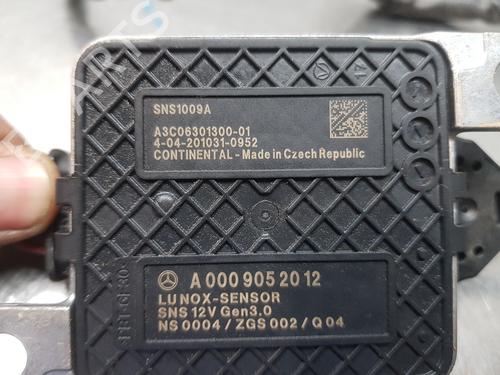 SNS1009A
A3C06301300-01
4-04-201031-0952
CONTINENTAL - Made in Czech Republic
A 000 905 20 12
LU NOX-SENSOR
SNS 12V Gen3.0
NS 0004 / ZGS 002 / Q 04